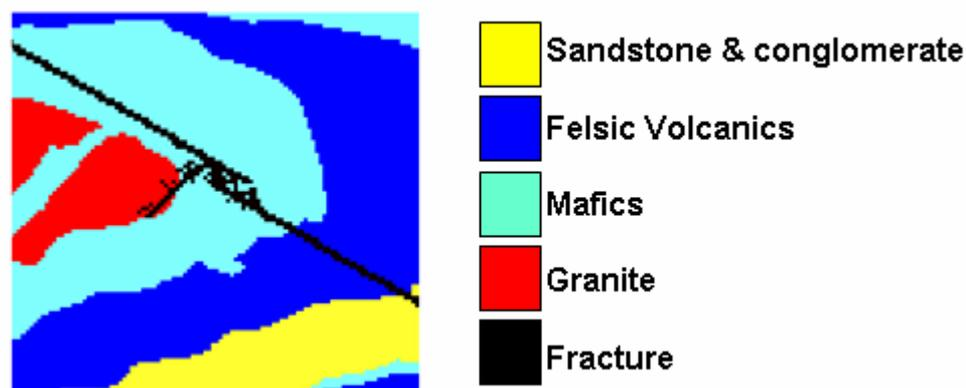 Sandstone & conglomerate
Felsic Volcanics
Mafics
Granite
Fracture